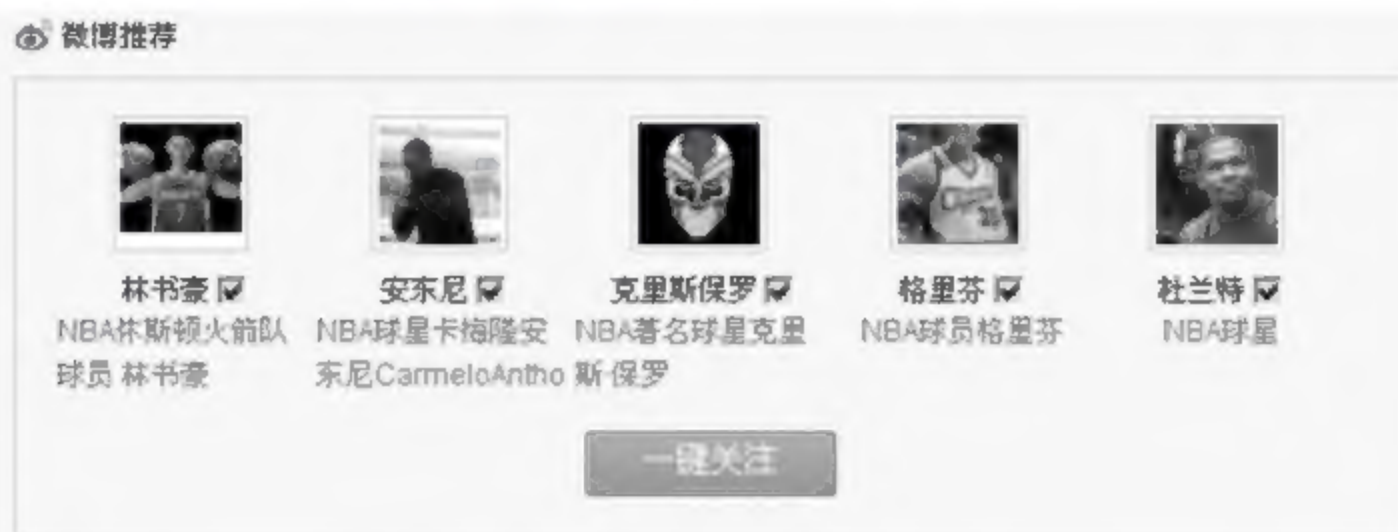 微博推荐
林书豪
NBA休斯顿火箭队
球员 林书豪
安东尼
NBA球星卡梅隆安
东尼CarmeloAntho
克里斯保罗
NBA著名球星克里
斯·保罗
格里芬
NBA球员格里芬
杜兰特
NBA球星
一键关注